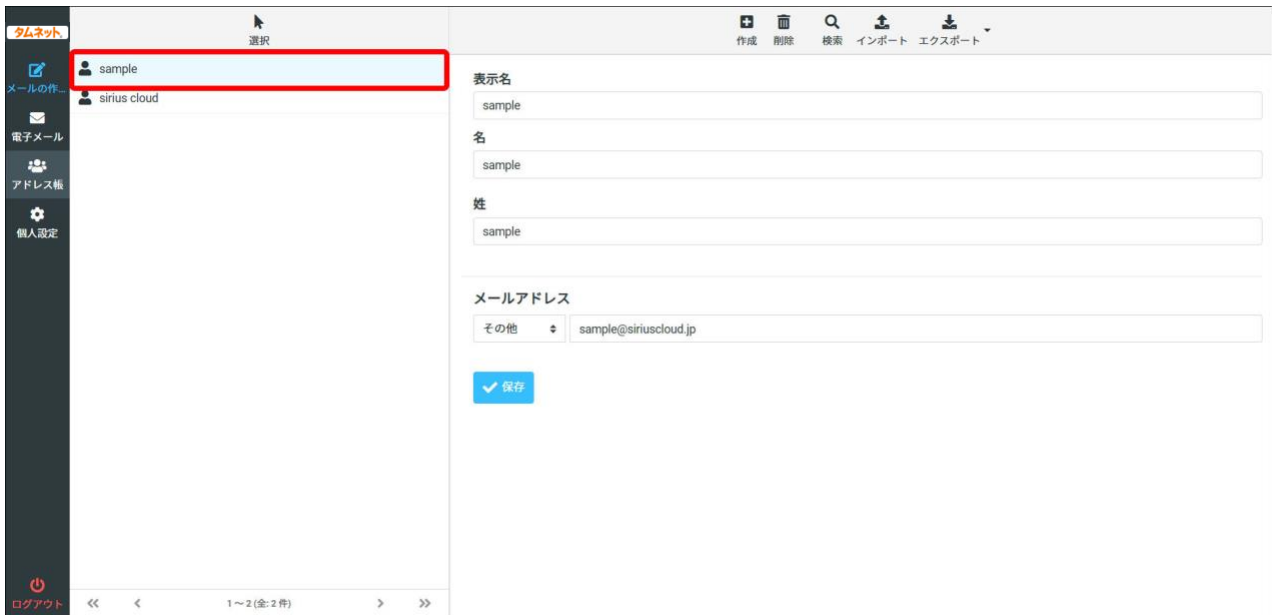 タムネット
メールの作...
電子メール
アドレス帳
個人設定
ログアウト
選択
sample
sirius cloud
1～2 (全: 2 件)
作成 削除 検索 インポート エクスポート
表示名
sample
名
sample
姓
sample
メールアドレス
その他 sample@siriuscloud.jp
保存